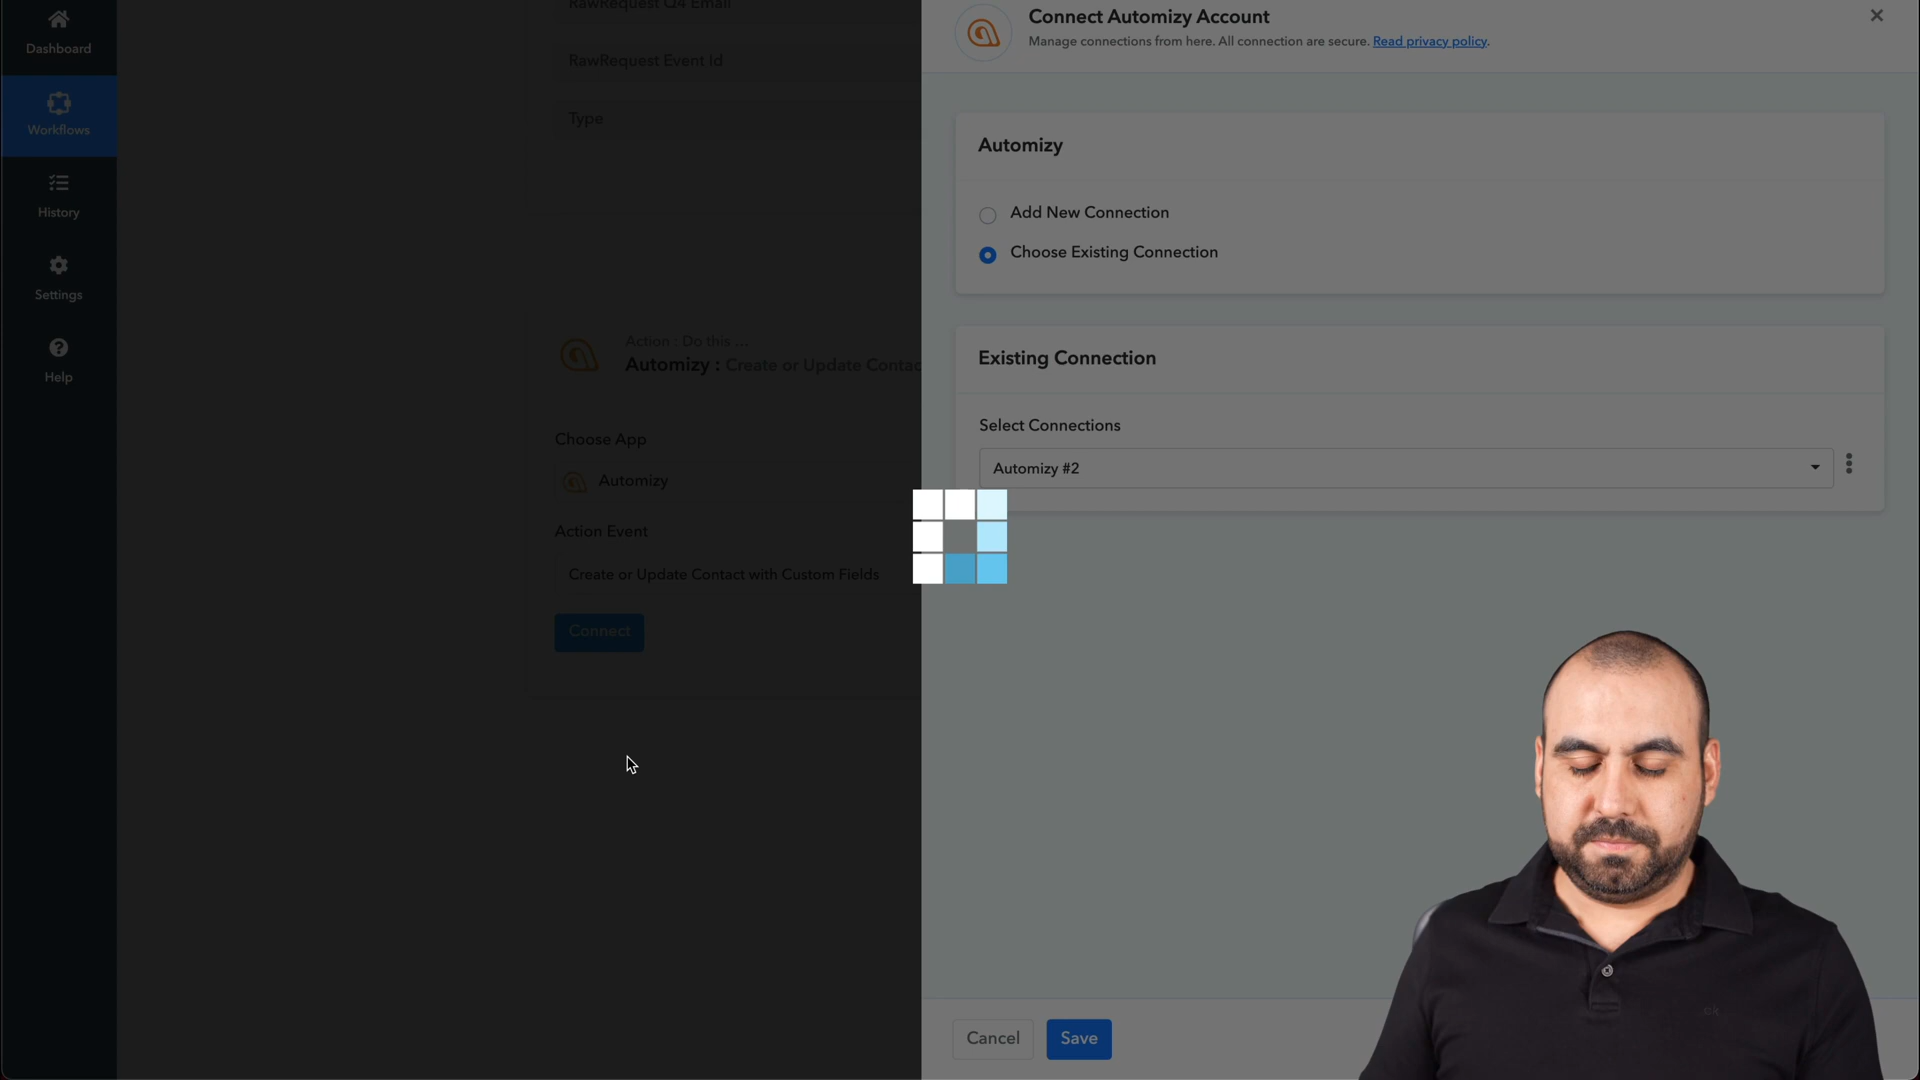 RawRequest Q4 Email
Connect Automizy Account
Manage connections from here. All connection are secure. Read privacy policy.
Dashboard
RawRequest Event Id
Type
Workflows
Automizy
History
Add New Connection
Choose Existing Connection
Settings
Action : Do this ...
Automizy : Create or Update Contac
Existing Connection
Help
Choose App
Select Connections
Automizy
Automizy #2
Action Event
Create or Update Contact with Custom Fields
Connect
ck
Cancel
Save